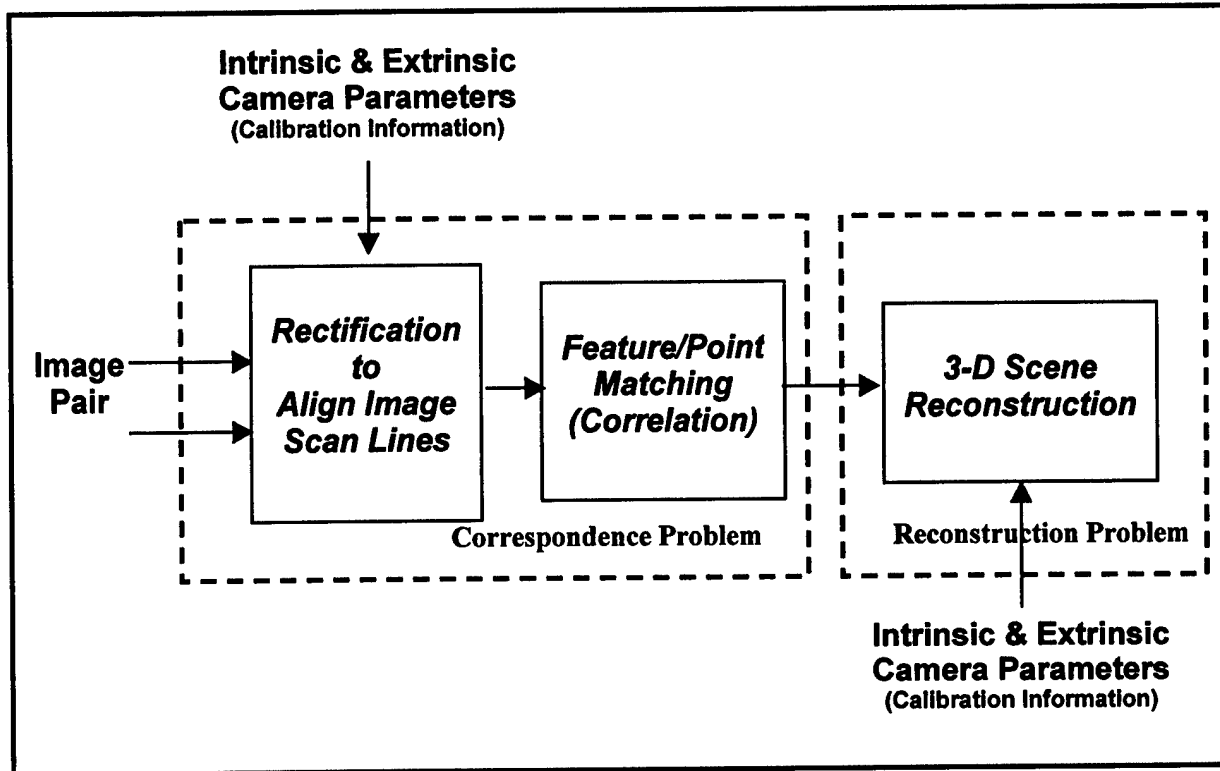 Intrinsic & Extrinsic
Camera Parameters
(Calibration Information)
Image
Pair
Rectification
to
Align Image
Scan Lines
Feature/Point
Matching
(Correlation)
Correspondence Problem
3-D Scene
Reconstruction
Reconstruction Problem
Intrinsic & Extrinsic
Camera Parameters
(Calibration Information)